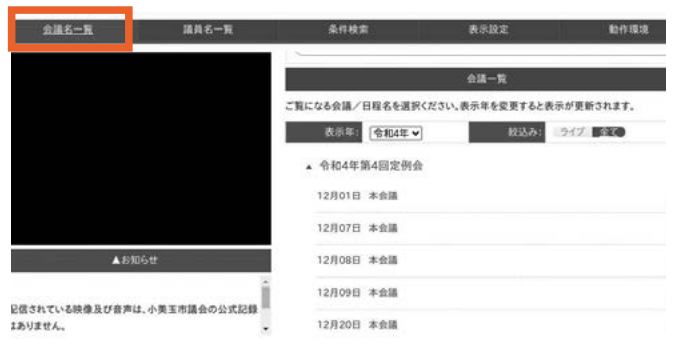 会議名一覧 議員名一覧 条件検索 表示設定 動作環境
会議一覧
ご覧になる会議／日程名を選択ください。表示年を変更すると表示が更新されます。
表示年: 令和4年 絞込み: ライブ 全て
▲ 令和4年第4回定例会
12月01日 本会議
12月07日 本会議
12月08日 本会議
12月09日 本会議
12月20日 本会議
▲お知らせ
配信されている映像及び音声は、小美玉市議会の公式記録
はありません。